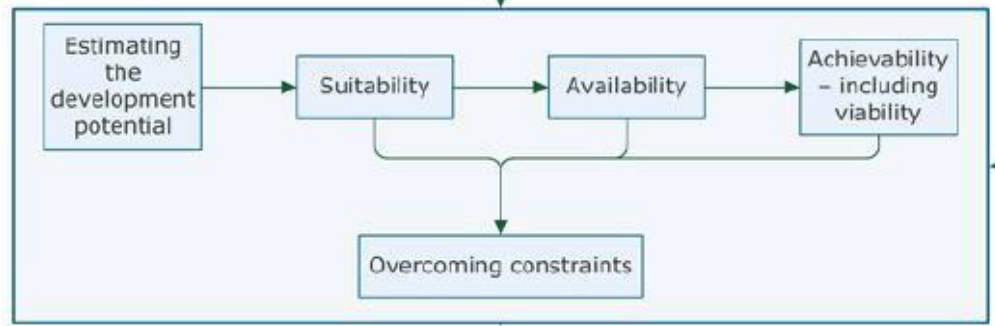 Estimating
the
development
potential
Suitability
Availability
Achievability
– including
viability
Overcoming constraints